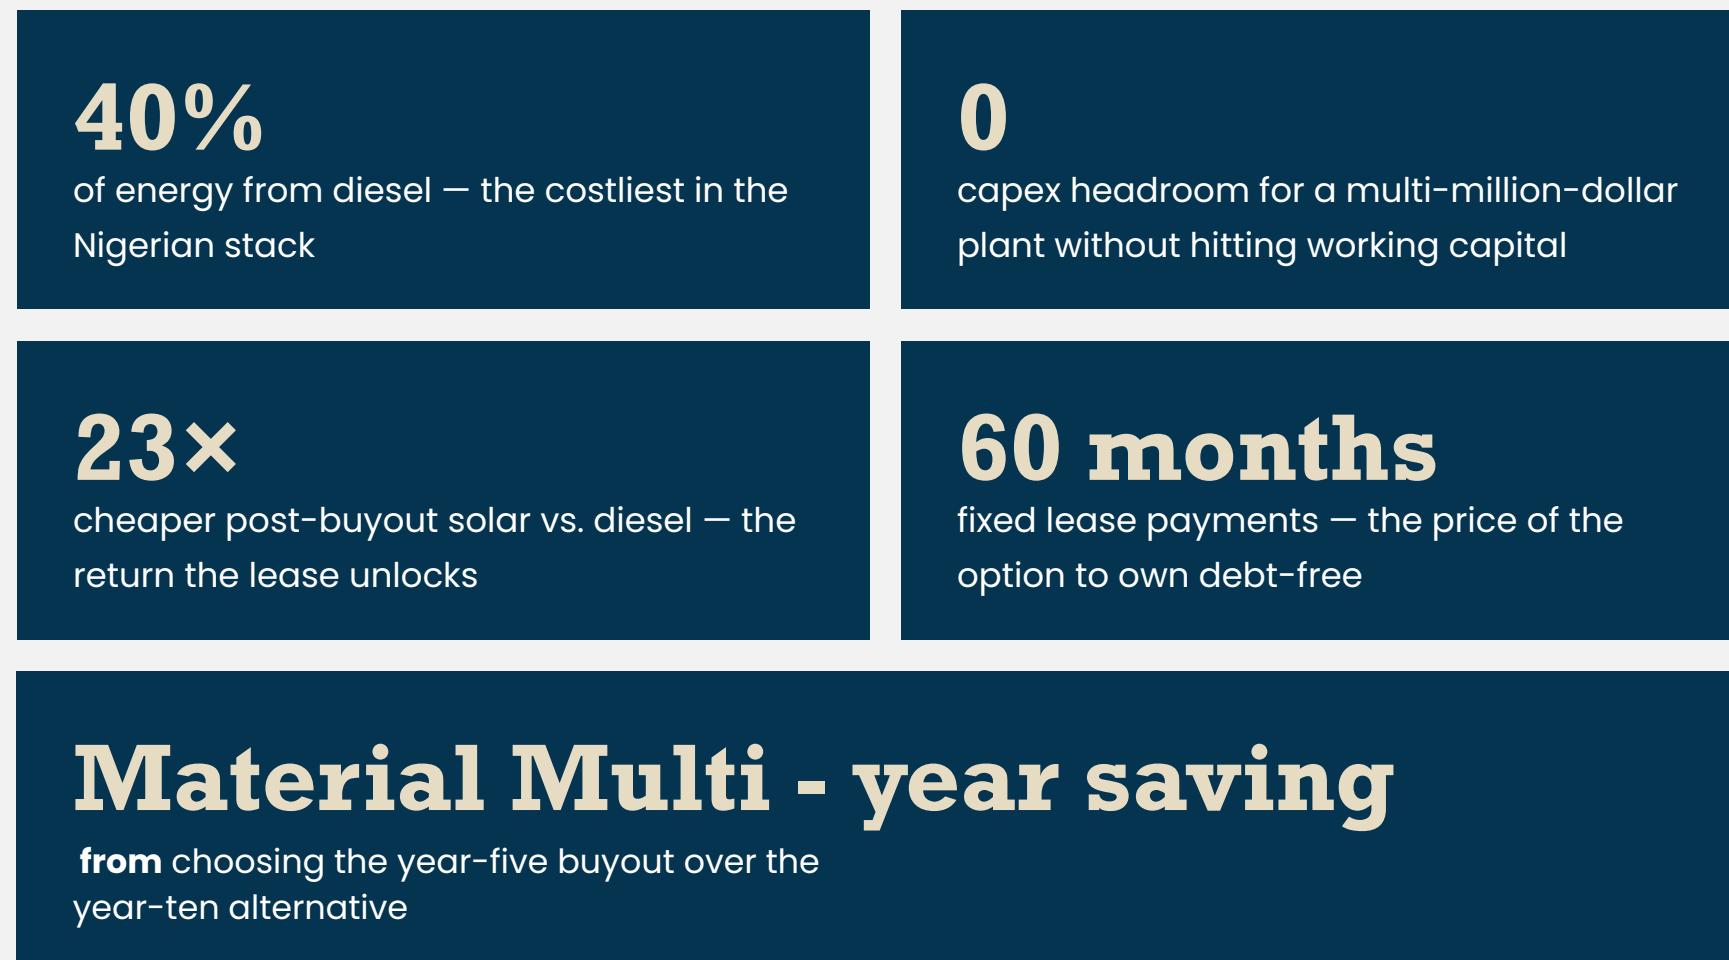 40%
of energy from diesel — the costliest in the
Nigerian stack
0
capex headroom for a multi-million-dollar
plant without hitting working capital
23×
cheaper post-buyout solar vs. diesel — the
return the lease unlocks
60 months
fixed lease payments — the price of the
option to own debt-free
Material Multi - year saving
from choosing the year-five buyout over the
year-ten alternative